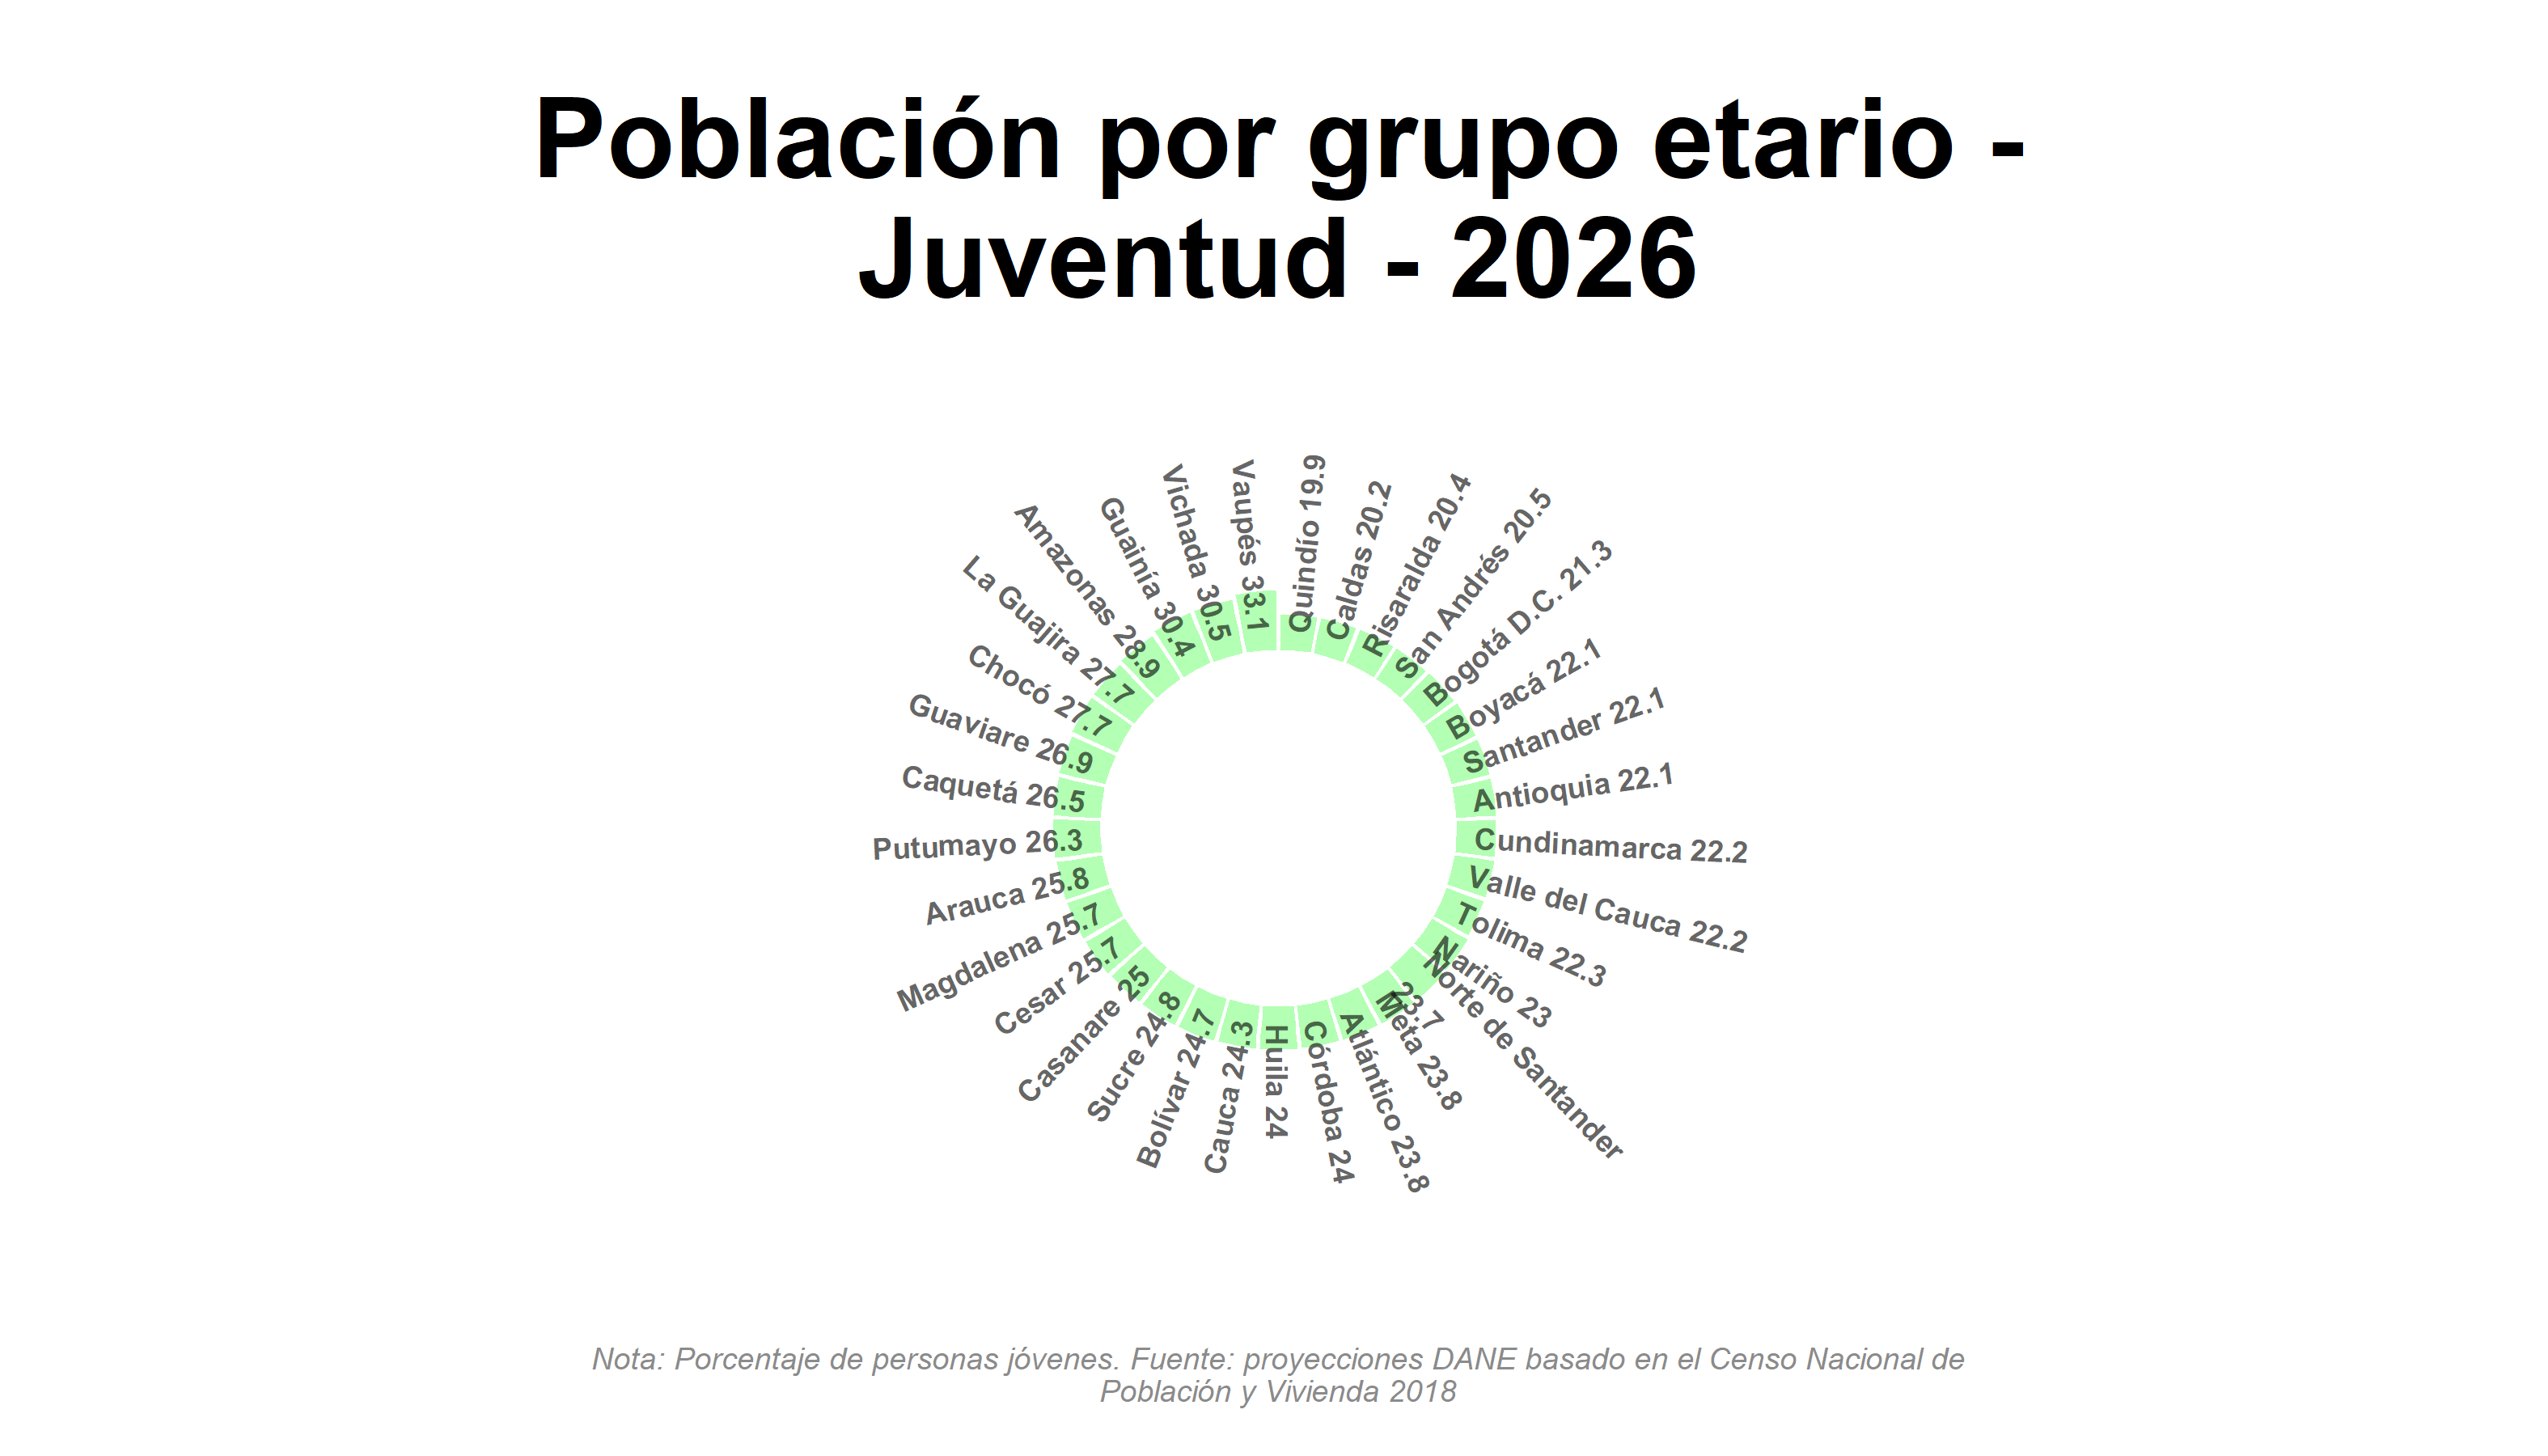 Población por grupo etario -
Juventud - 2026
Quindío 19.9
Caldas 20.2
Risaralda 20.4
San Andrés 20.5
Bogotá D.C. 21.3
Boyacá 22.1
Santander 22.1
Antioquia 22.1
Cundinamarca 22.2
Valle del Cauca 22.2
Tolima 22.3
Nariño 23
Norte de Santander
23.7
Meta 23.8
Atlántico 23.8
Córdoba 24
Huila 24
Cauca 24.3
Bolívar 24.7
Sucre 24.8
Casanare 25
Cesar 25.7
Magdalena 25.7
Arauca 25.8
Putumayo 26.3
Caquetá 26.5
Guaviare 26.9
Chocó 27.7
La Guajira 27.7
Amazonas 28.9
Guainía 30.4
Vichada 30.5
Vaupés 33.1
Nota: Porcentaje de personas jóvenes. Fuente: proyecciones DANE basado en el Censo Nacional de
Población y Vivienda 2018